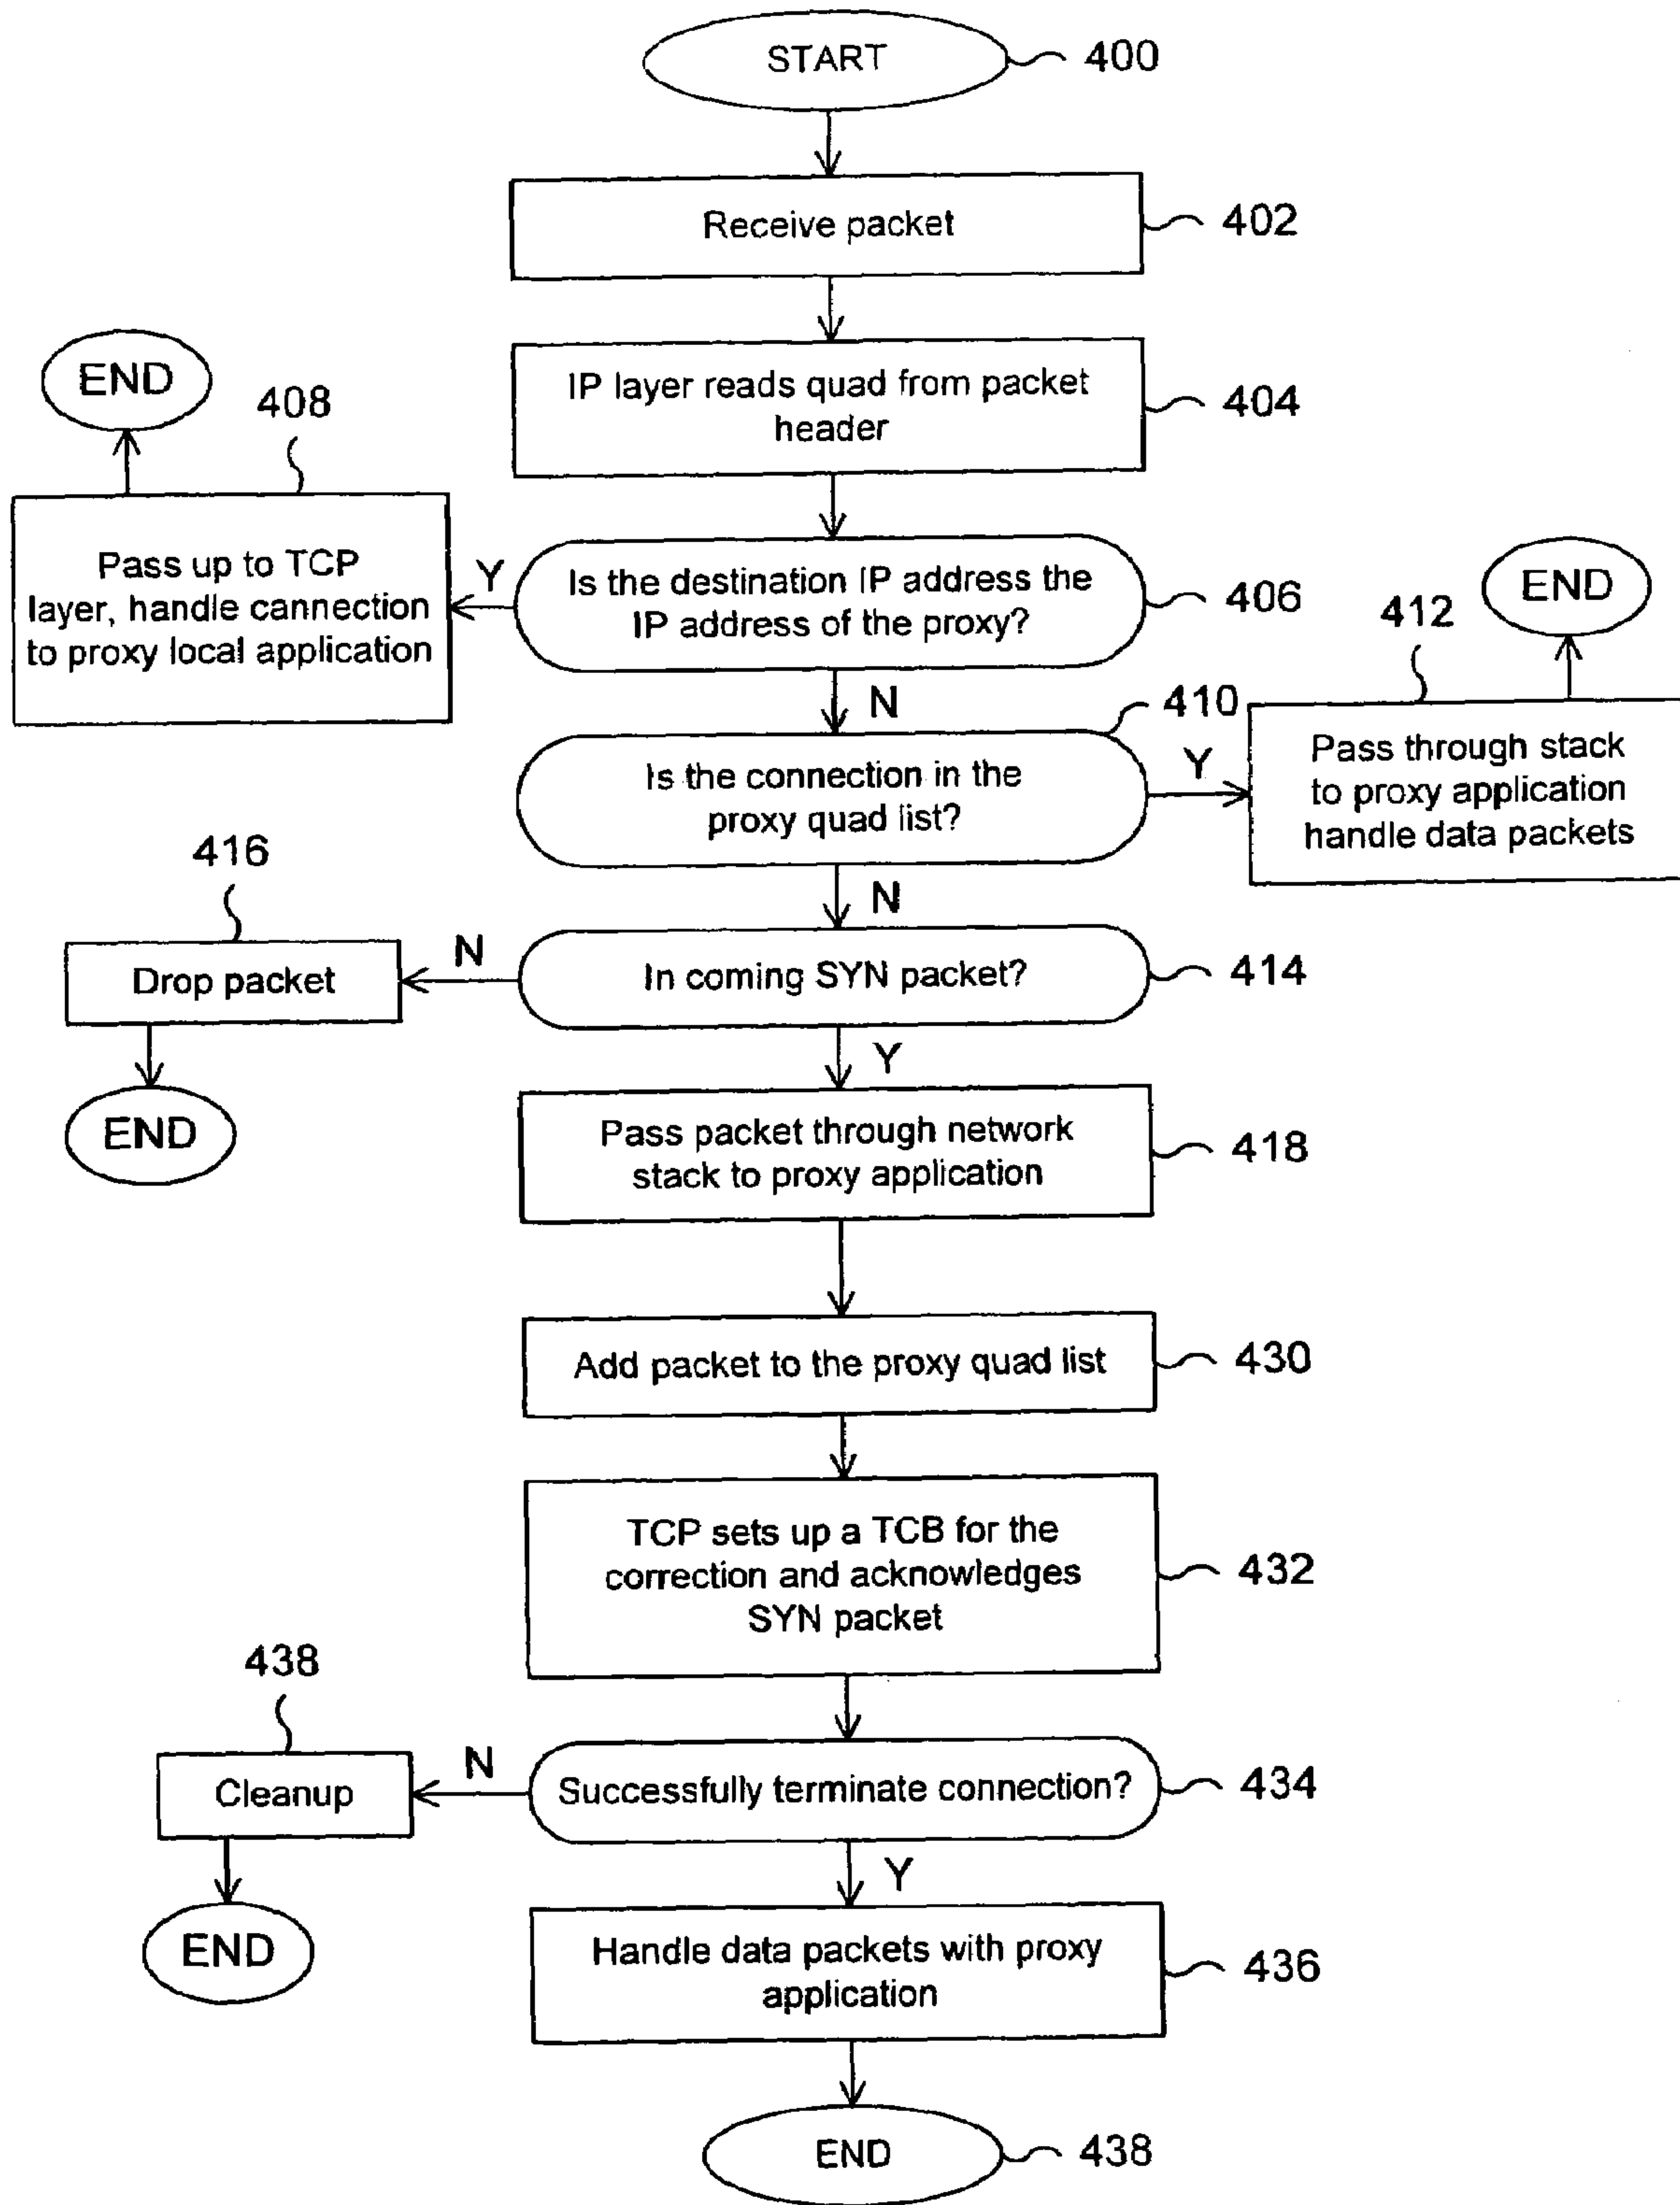 START
400
Receive packet
402
IP layer reads quad from packet
header
404
END
408
Pass up to TCP
layer, handle cannection
to proxy local application
Y
Is the destination IP address the
IP address of the proxy?
406
END
412
N
410
Is the connection in the
proxy quad list?
Y
Pass through stack
to proxy application
handle data packets
416
N
Drop packet
N
In coming SYN packet?
414
END
Y
Pass packet through network
stack to proxy application
418
Add packet to the proxy quad list
430
TCP sets up a TCB for the
correction and acknowledges
SYN packet
432
438
Cleanup
N
Successfully terminate connection?
434
END
Y
Handle data packets with proxy
application
436
END
438